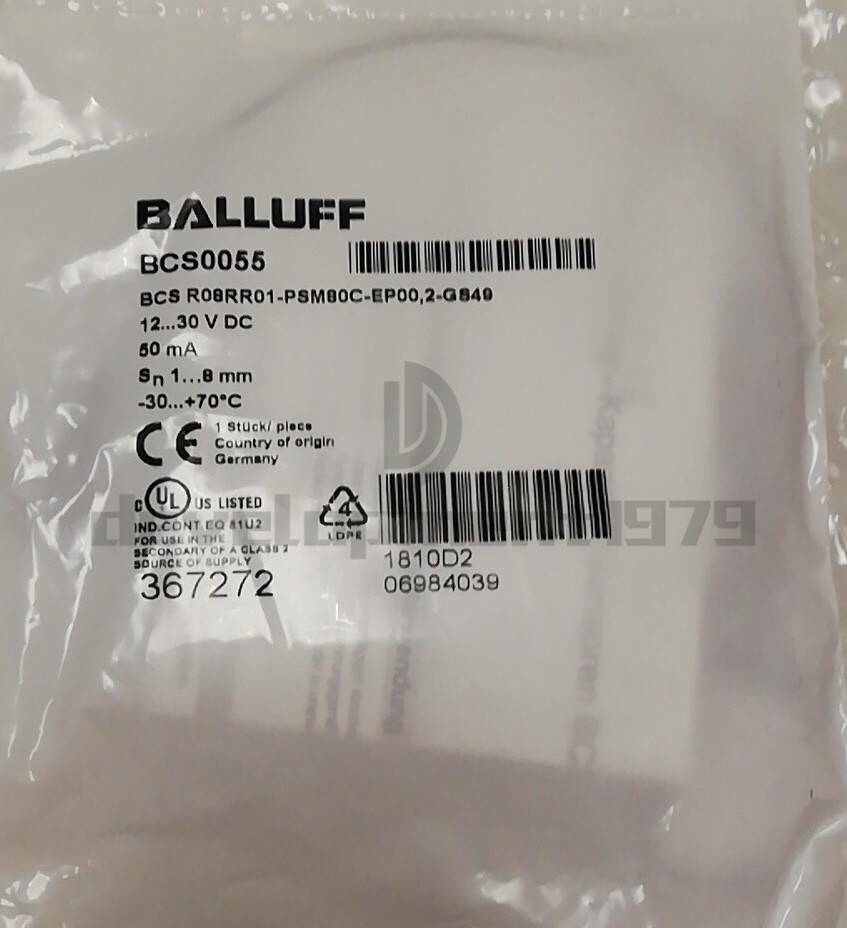 BALLUFF
BCS0055
BCS R08RR01-PSM80C-EP00,2-GS49
12...30 V DC
50 mA
Sn 1...8 mm
-30...+70°C
CE
1 Stück/ piece
Country of origin
Germany
c UL US LISTED
IND.CONT.EQ 81U2
FOR USE IN THE
SECONDARY OF A CLASS 2
SOURCE OF SUPPLY
367272
4
LDPE
1810D2
06984039